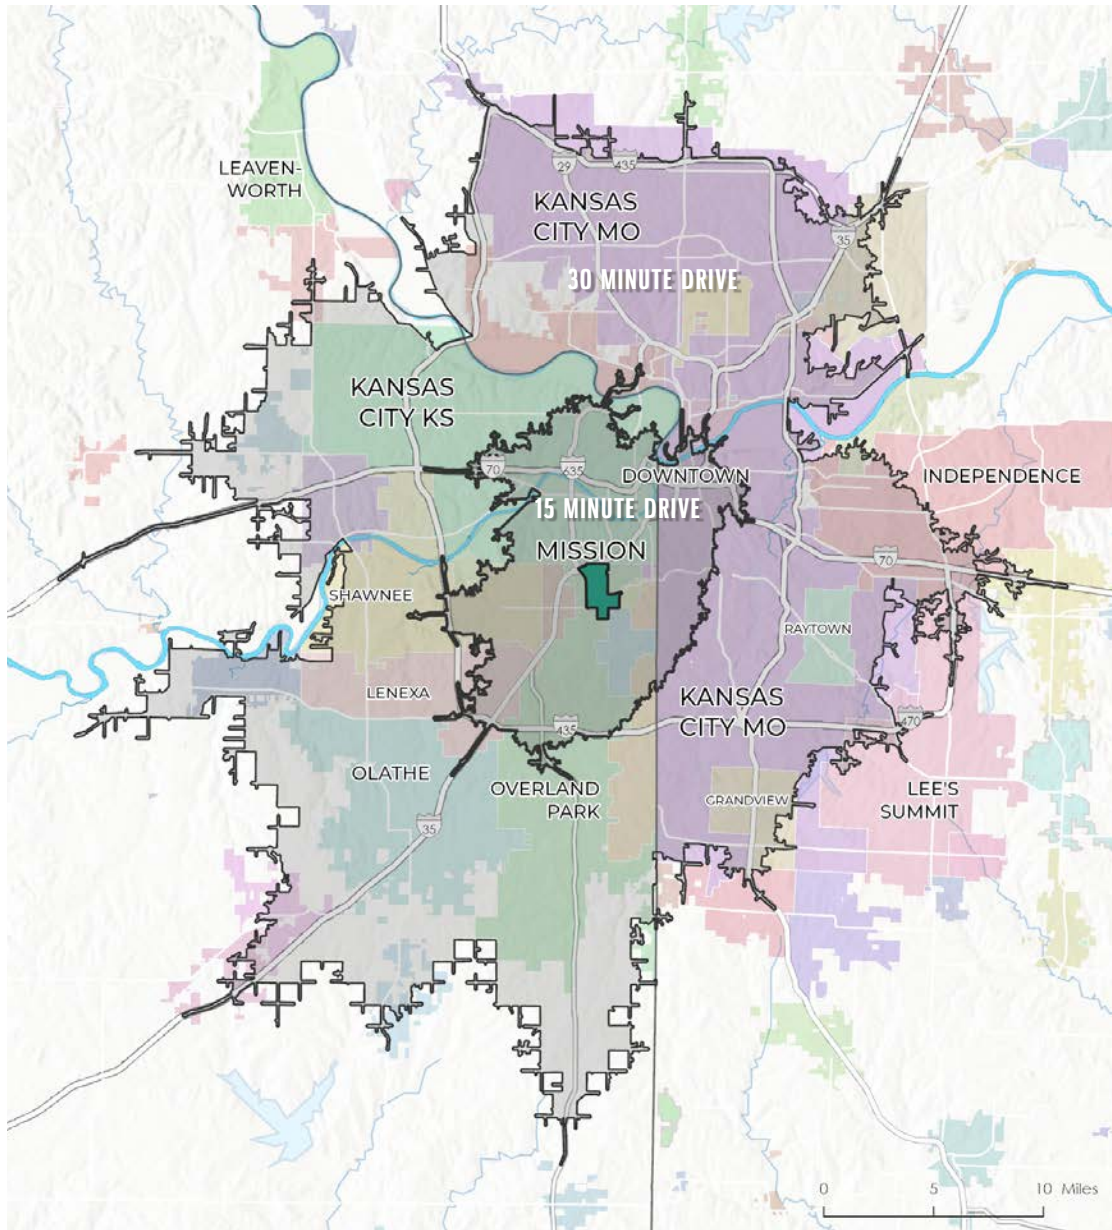 LEAVEN-
WORTH
29
435
KANSAS
CITY MO
35
30 MINUTE DRIVE
KANSAS
CITY KS
70
635
DOWNTOWN
INDEPENDENCE
15 MINUTE DRIVE
MISSION
70
SHAWNEE
RAYTOWN
LENEXA
KANSAS
CITY MO
435
470
OLATHE
OVERLAND
PARK
GRANDVIEW
LEE'S
SUMMIT
35
0 5 10 Miles